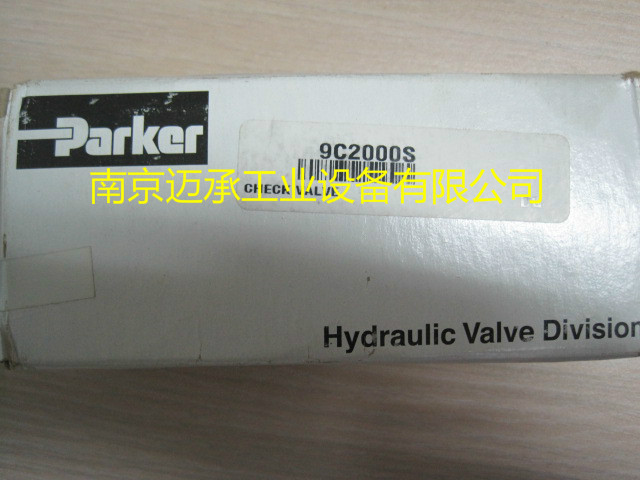 Parker
9C2000S
南京迈承工业设备有限公司
CHECK VALVE
Hydraulic Valve Division